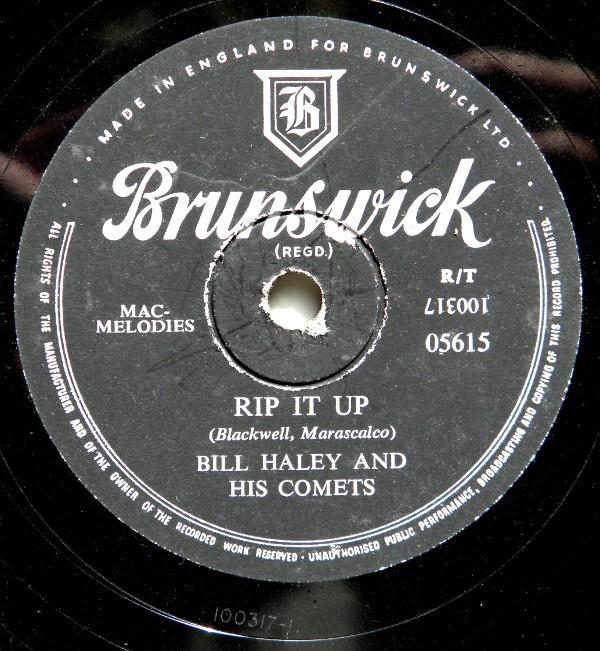 MADE IN ENGLAND FOR BRUNSWICK LTD
B
Brunswick
(REGD.)
R/T
100317
MAC-
MELODIES
05615
RIP IT UP
(Blackwell, Marascalco)
BILL HALEY AND
HIS COMETS
ALL RIGHTS OF THE MANUFACTURER AND OF THE OWNER OF THE RECORDED WORK RESERVED · UNAUTHORISED PUBLIC PERFORMANCE, BROADCASTING AND COPYING OF THIS RECORD PROHIBITED.
100317-1